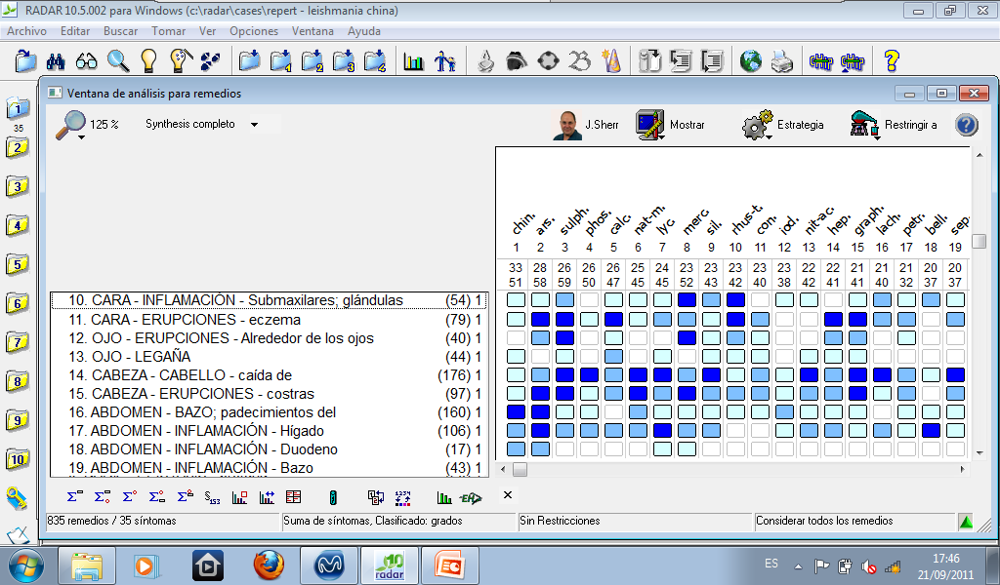 RADAR 10.5.002 para Windows (c:\radar\cases\repert - leishmania china)
Archivo Editar Buscar Tomar Ver Opciones Ventana Ayuda
1 2 3 4
1
35
2
3
4
5
6
7
8
9
10
Ventana de análisis para remedios
125 % Synthesis completo J.Sherr Mostrar Estrategia Restringir a
chin. ars. sulph. phos. calc. nat-m. lyc. merc. sil. rhus-t. con. iod. nit-ac. hep. graph. lach. petr. bell. sep.
1 2 3 4 5 6 7 8 9 10 11 12 13 14 15 16 17 18 19
33 28 26 26 26 25 24 23 23 23 23 23 22 22 21 21 21 20 20
51 58 59 50 47 45 45 52 43 42 40 38 42 41 41 40 32 37 37
10. CARA - INFLAMACIÓN - Submaxilares; glándulas (54) 1
11. CARA - ERUPCIONES - eczema (79) 1
12. OJO - ERUPCIONES - Alrededor de los ojos (40) 1
13. OJO - LEGAÑA (44) 1
14. CABEZA - CABELLO - caída de (176) 1
15. CABEZA - ERUPCIONES - costras (97) 1
16. ABDOMEN - BAZO; padecimientos del (160) 1
17. ABDOMEN - INFLAMACIÓN - Hígado (106) 1
18. ABDOMEN - INFLAMACIÓN - Duodeno (17) 1
19. ABDOMEN - INFLAMACIÓN - Bazo (43) 1
835 remedios / 35 síntomas Suma de síntomas, Clasificado: grados Sin Restricciones Considerar todos los remedios
10
radar
ES
17:46
21/09/2011